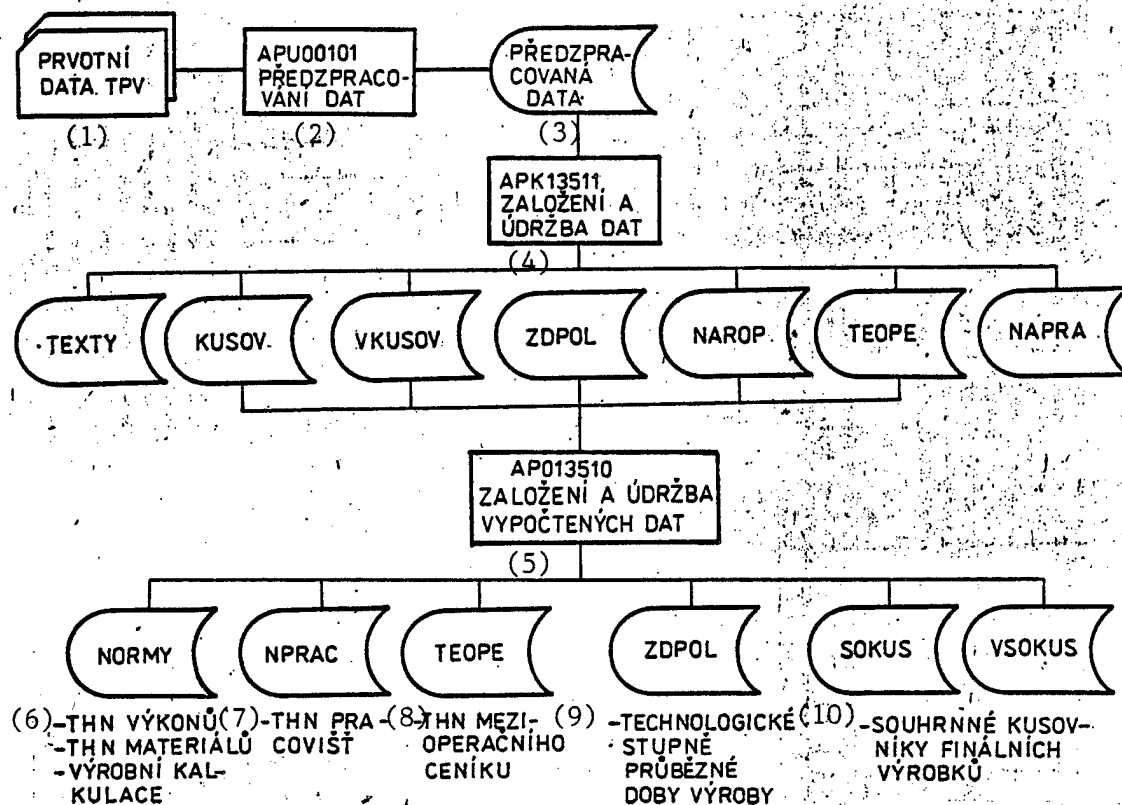 PRVOTNÍ
DATA TPV
(1)
APU00101
PŘEDZPRACO-
VÁNÍ DAT
(2)
PŘEDZPRA-
COVANÁ
DATA
(3)
APK13511
ZALOŽENÍ A
ÚDRŽBA DAT
(4)
TEXTY
KUSOV
VKUSOV
ZDPOL
NAROP
TEOPE
NAPRA
AP013510
ZALOŽENÍ A ÚDRŽBA
VYPOČTENÝCH DAT
(5)
NORMY
NPRAC
TEOPE
ZDPOL
SOKUS
VSOKUS
(6) -THN VÝKONŮ
-THN MATERIÁLŮ
-VÝROBNÍ KAL-
KULACE
(7) -THN PRA-
COVIŠŤ
(8) -THN MEZI-
OPERAČNÍHO
CENÍKU
(9) -TECHNOLOGICKÉ
STUPNĚ
PRŮBĚZNÉ
DOBY VÝROBY
(10) -SOUHRNNÉ KUSOV-
NÍKY FINÁLNÍCH
VÝROBKŮ